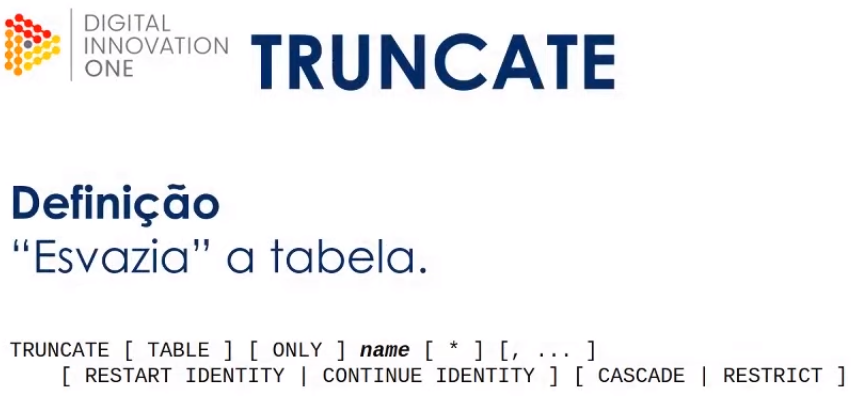 DIGITAL
INNOVATION
ONE
TRUNCATE
Definição
“Esvazia” a tabela.
TRUNCATE [ TABLE ] [ ONLY ] name [ * ] [, ... ]
[ RESTART IDENTITY | CONTINUE IDENTITY ] [ CASCADE | RESTRICT ]